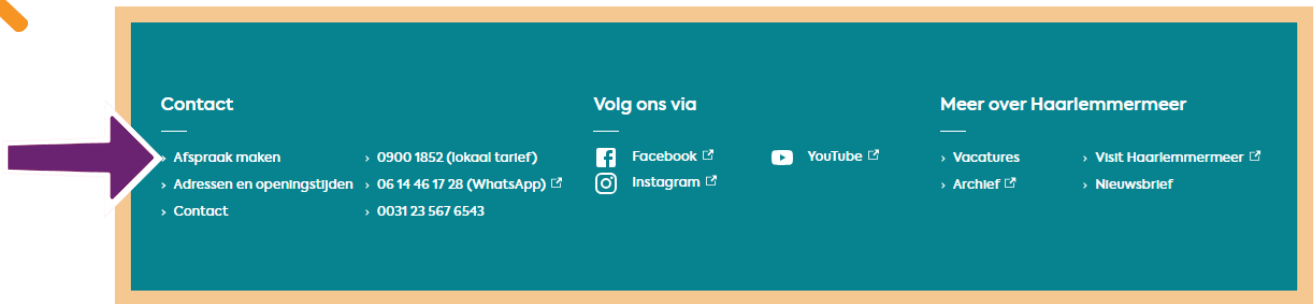 Contact
Afspraak maken
Adressen en openingstijden
Contact
0900 1852 (lokaal tarief)
06 14 46 17 28 (WhatsApp)
0031 23 567 6543
Volg ons via
Facebook
Instagram
YouTube
Meer over Haarlemmermeer
Vacatures
Archief
Visit Haarlemmermeer
Nieuwsbrief